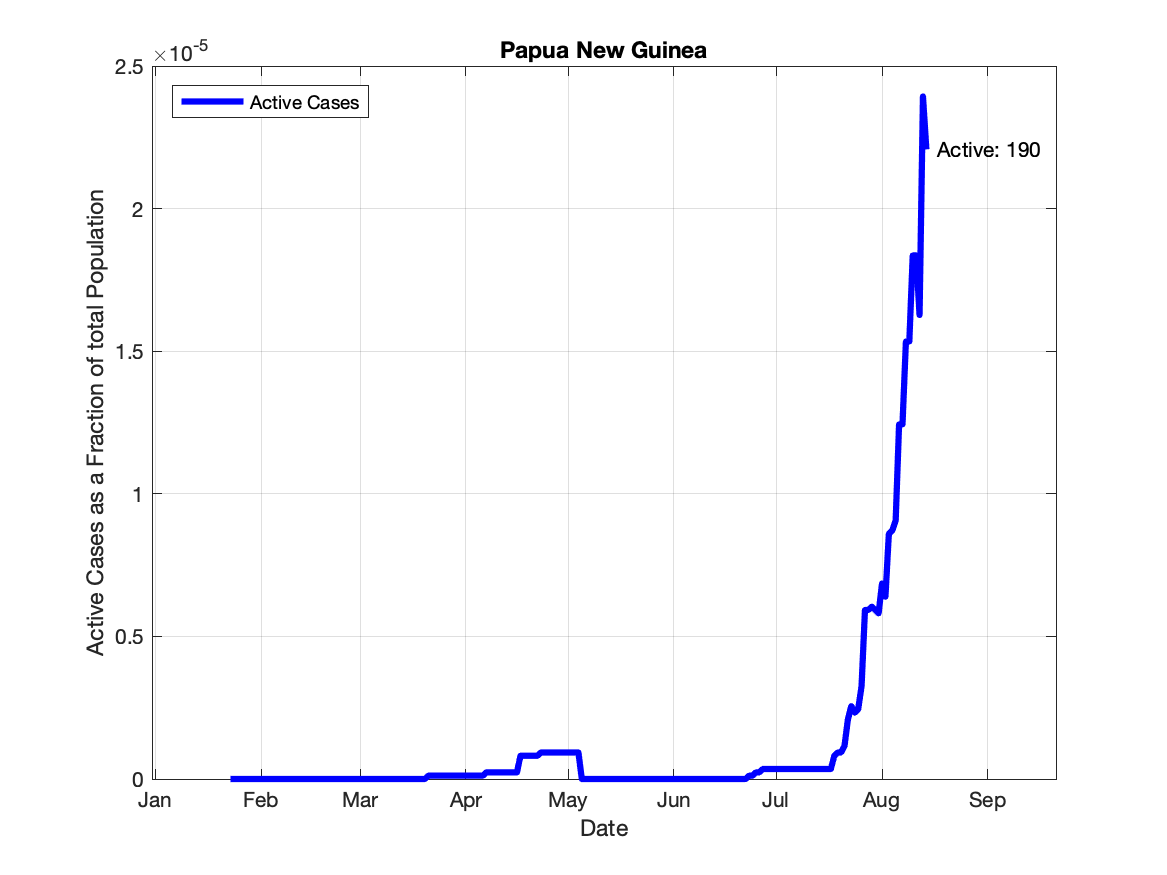 Papua New Guinea
×10-5
2.5
2
1.5
1
0.5
0
Active Cases as a Fraction of total Population
Active Cases
Active: 190
Jan Feb Mar Apr May Jun Jul Aug Sep
Date